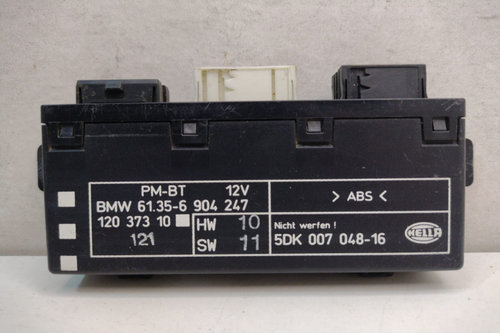 PM-BT 12V
BMW 61.35-6 904 247
120 373 10
HW 10
121
SW 11
> ABS <
Nicht werfen !
5DK 007 048-16
HELLA